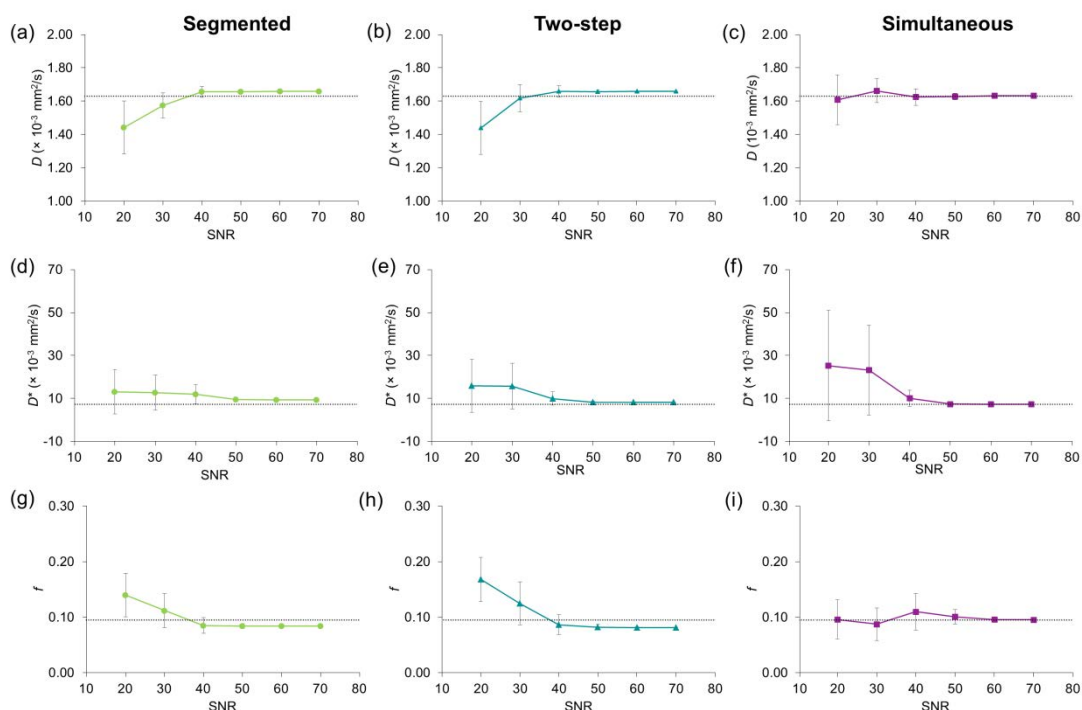 Segmented
Two-step
Simultaneous
(a)
2.00
1.80
1.60
1.40
1.20
1.00
D (× 10⁻³ mm²/s)
10 20 30 40 50 60 70 80
SNR
(b)
2.00
1.80
1.60
1.40
1.20
1.00
D (× 10⁻³ mm²/s)
10 20 30 40 50 60 70 80
SNR
(c)
2.00
1.80
1.60
1.40
1.20
1.00
D (10⁻³ mm²/s)
10 20 30 40 50 60 70 80
SNR
(d)
70
50
30
10
-10
D* (× 10⁻³ mm²/s)
10 20 30 40 50 60 70 80
SNR
(e)
70
50
30
10
-10
D* (× 10⁻³ mm²/s)
10 20 30 40 50 60 70 80
SNR
(f)
70
50
30
10
-10
D* (× 10⁻³ mm²/s)
10 20 30 40 50 60 70 80
SNR
(g)
0.30
0.20
0.10
0.00
f
10 20 30 40 50 60 70 80
SNR
(h)
0.30
0.20
0.10
0.00
f
10 20 30 40 50 60 70 80
SNR
(i)
0.30
0.20
0.10
0.00
f
10 20 30 40 50 60 70 80
SNR